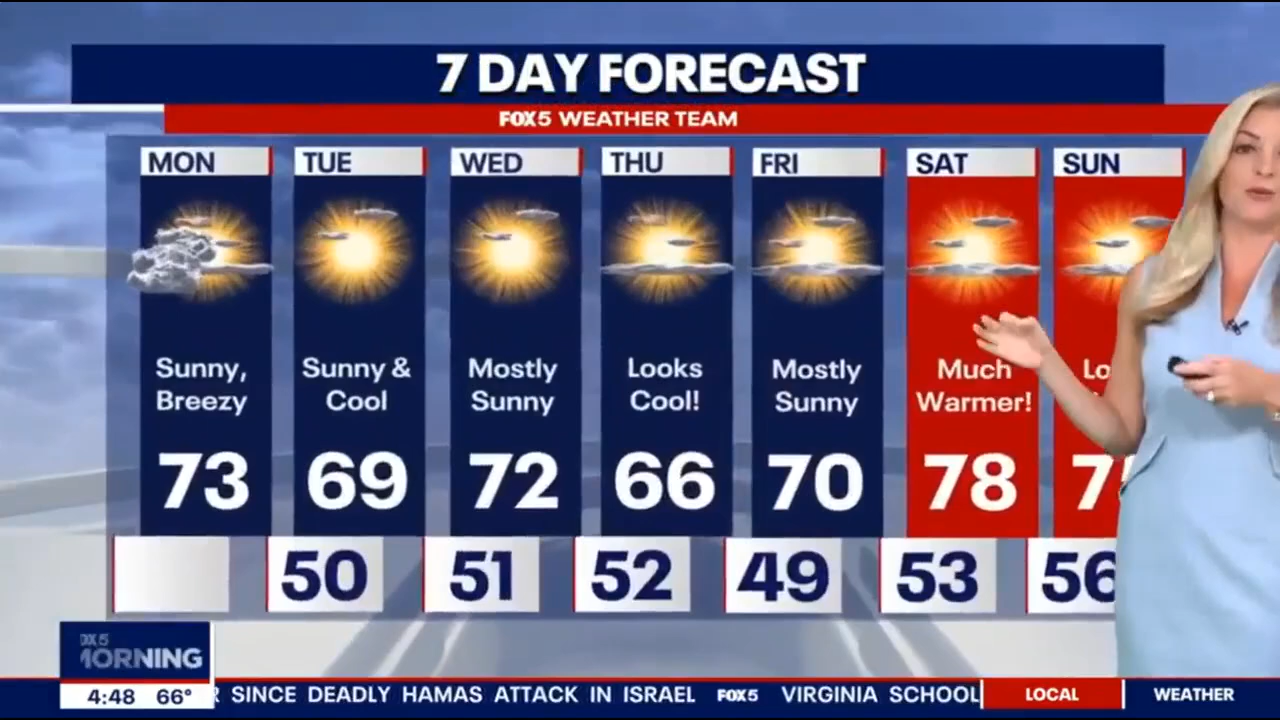 7 DAY FORECAST
FOX5 WEATHER TEAM
MON
TUE
WED
THU
FRI
SAT
SUN
Sunny,
Breezy
Sunny &
Cool
Mostly
Sunny
Looks
Cool!
Mostly
Sunny
Much
Warmer!
73
69
72
66
70
78
50
51
52
49
53
56
MORNING
4:48 66°
SINCE DEADLY HAMAS ATTACK IN ISRAEL FOX5 VIRGINIA SCHOOL
LOCAL
WEATHER